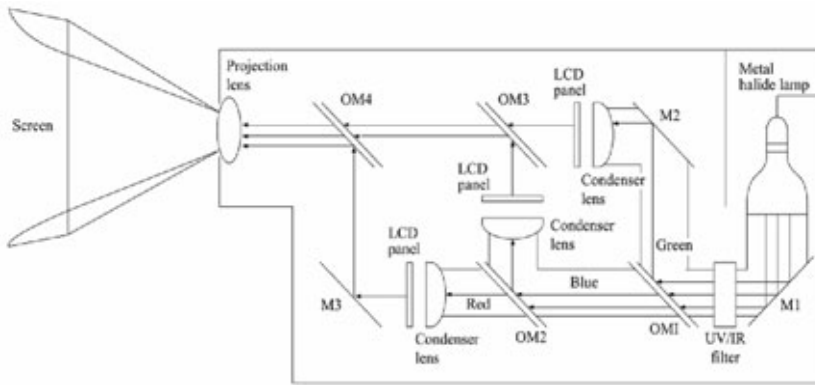 Projection
lens
OM4
OM3
LCD
panel
M2
Metal
halide lamp
Screen
LCD
panel
Condenser
lens
LCD
panel
Condenser
lens
Green
Blue
M3
Red
M1
Condenser
lens
OM2
OM1
UV/IR
filter